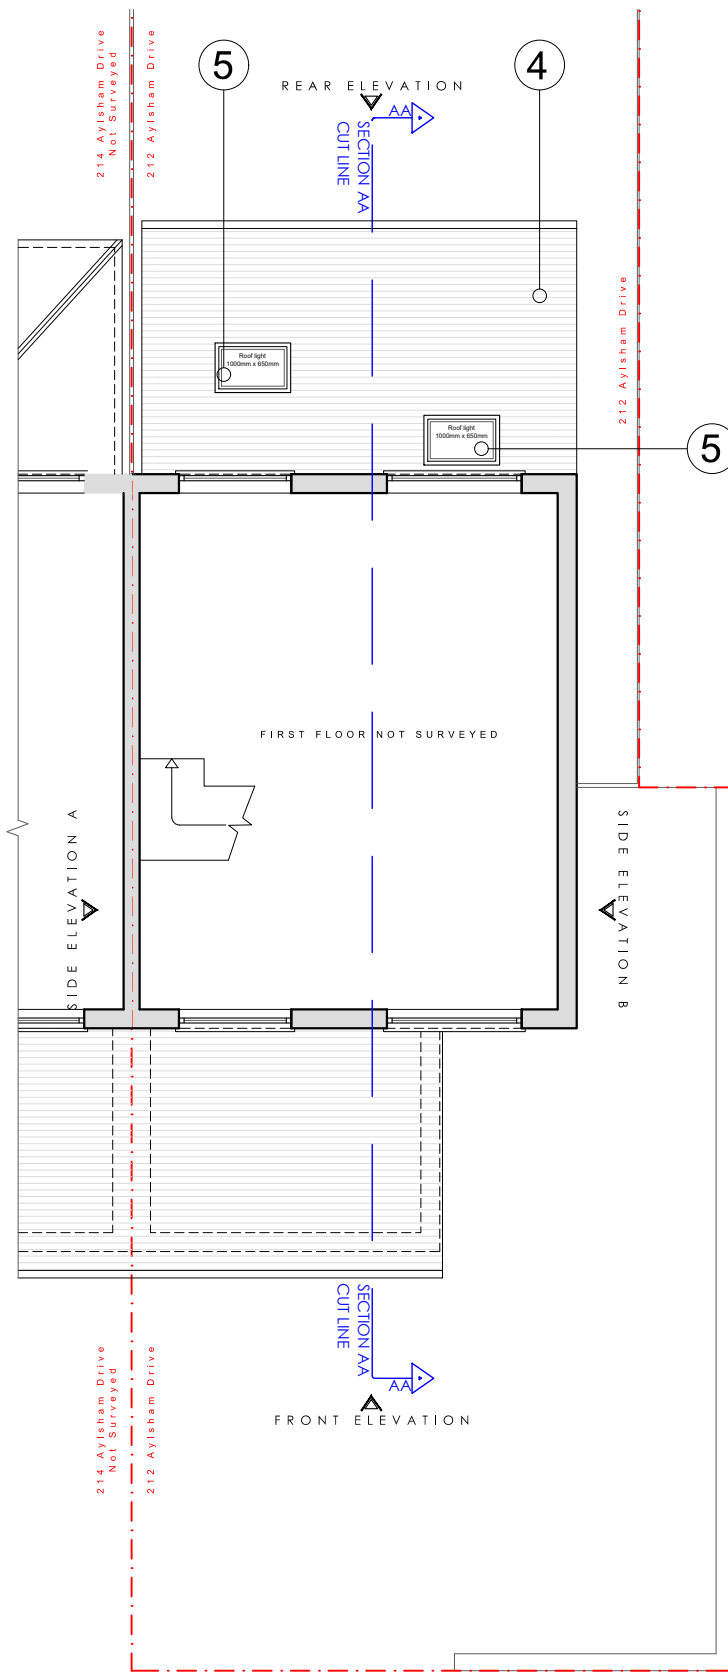 214 Aylsham Drive
Not Surveyed
212 Aylsham Drive
5
4
REAR ELEVATION
AA
SECTION AA
CUT LINE
212 Aylsham Drive
Roof light
1000mm x 650mm
Roof light
1000mm x 650mm
5
FIRST FLOOR NOT SURVEYED
SIDE ELEVATION A
SIDE ELEVATION B
SECTION AA
CUT LINE
AA
FRONT ELEVATION
214 Aylsham Drive
Not Surveyed
212 Aylsham Drive